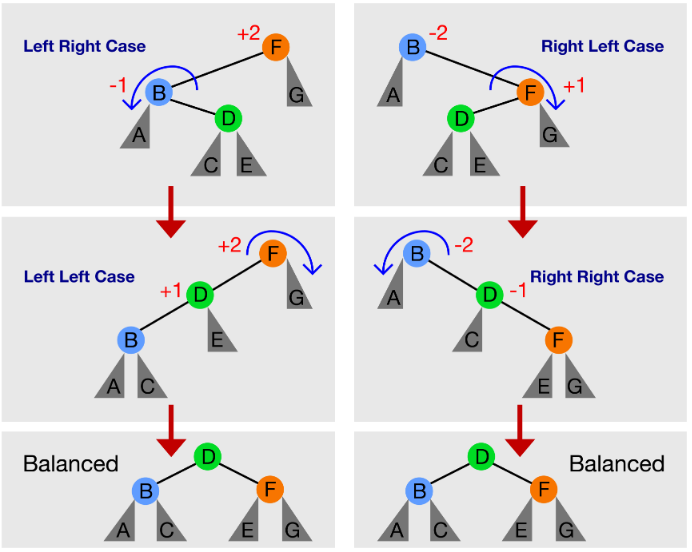 Left Right Case
+2
F
-1
B
G
A
D
C E
B
-2
Right Left Case
A
F
+1
D
G
C E
+2
F
Left Left Case
+1
D
G
B
E
A C
B
-2
A
D
-1
Right Right Case
C
F
E G
Balanced
D
B
F
A C E G
D
Balanced
B
F
A C E G